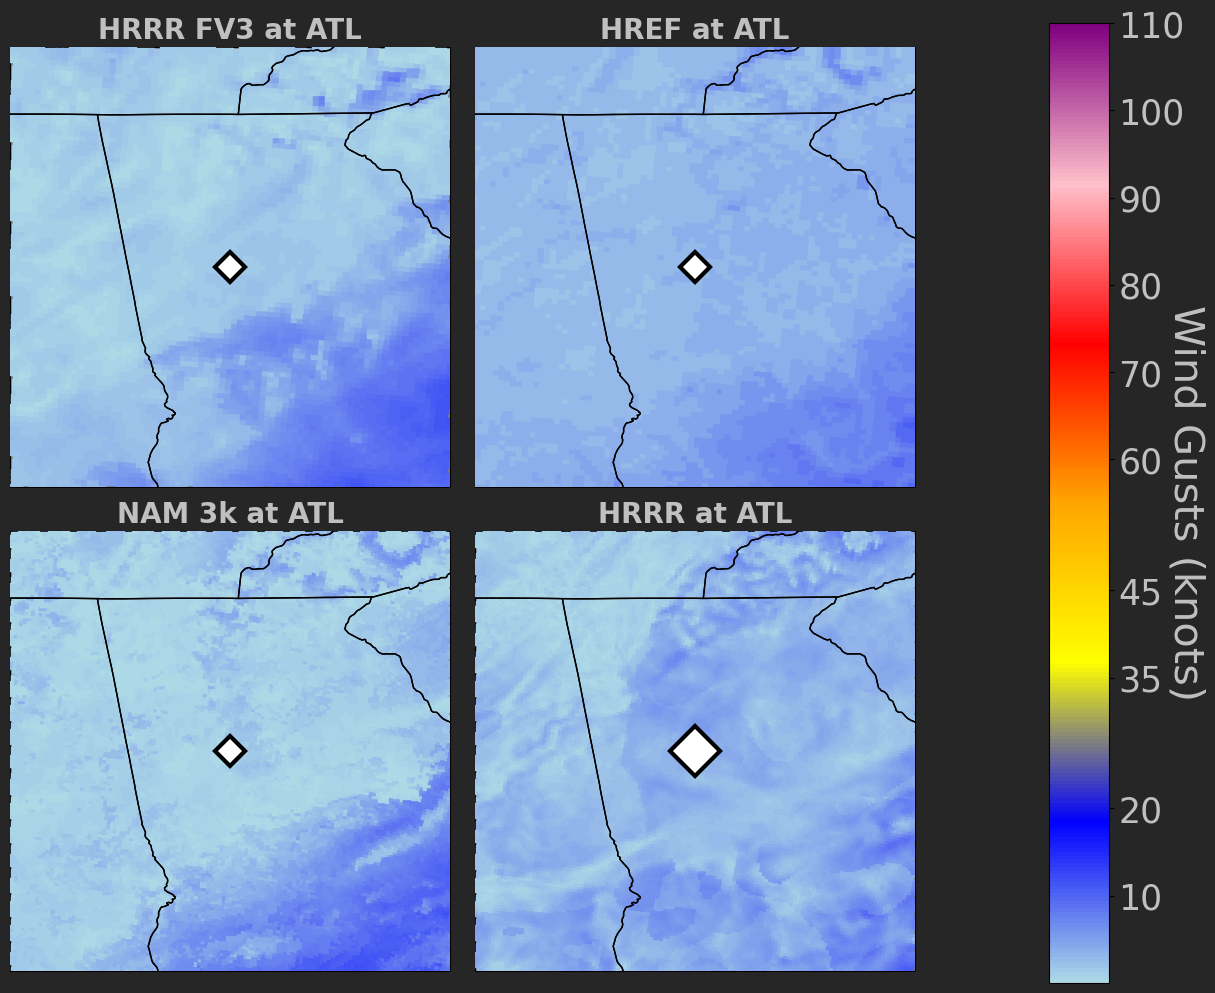 HRRR FV3 at ATL
HREF at ATL
NAM 3k at ATL
HRRR at ATL
110
100
90
80
70
60
45
35
20
10
Wind Gusts (knots)